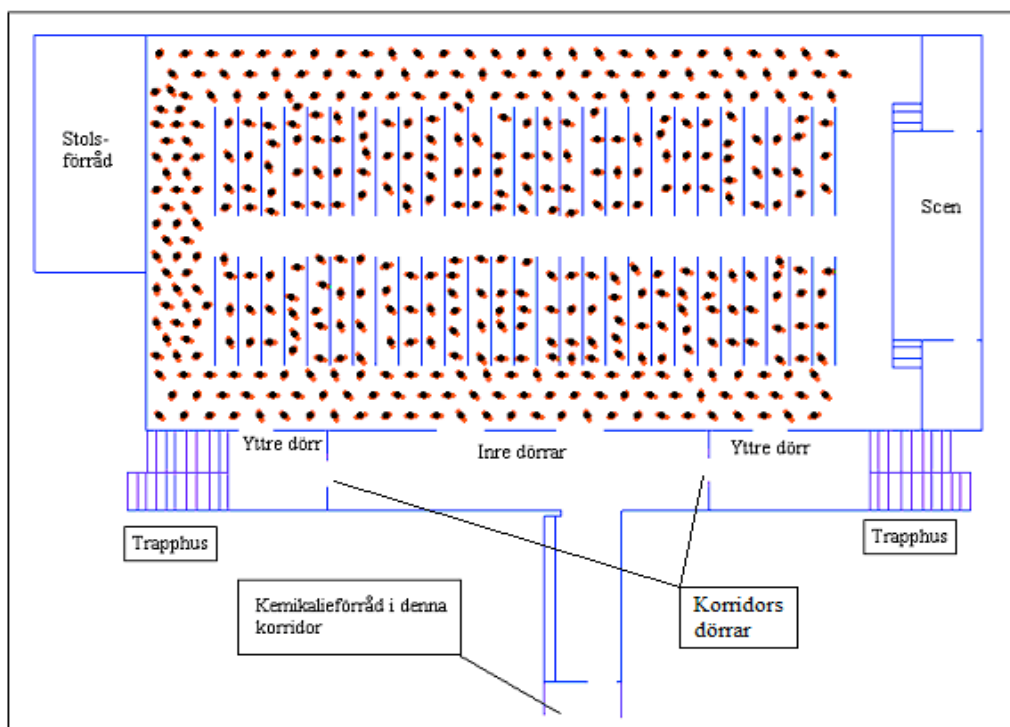 Stols-
förråd
Scen
Yttre dörr
Inre dörrar
Yttre dörr
Trapphus
Trapphus
Kemikalieförråd i denna
korridor
Korridors
dörrar